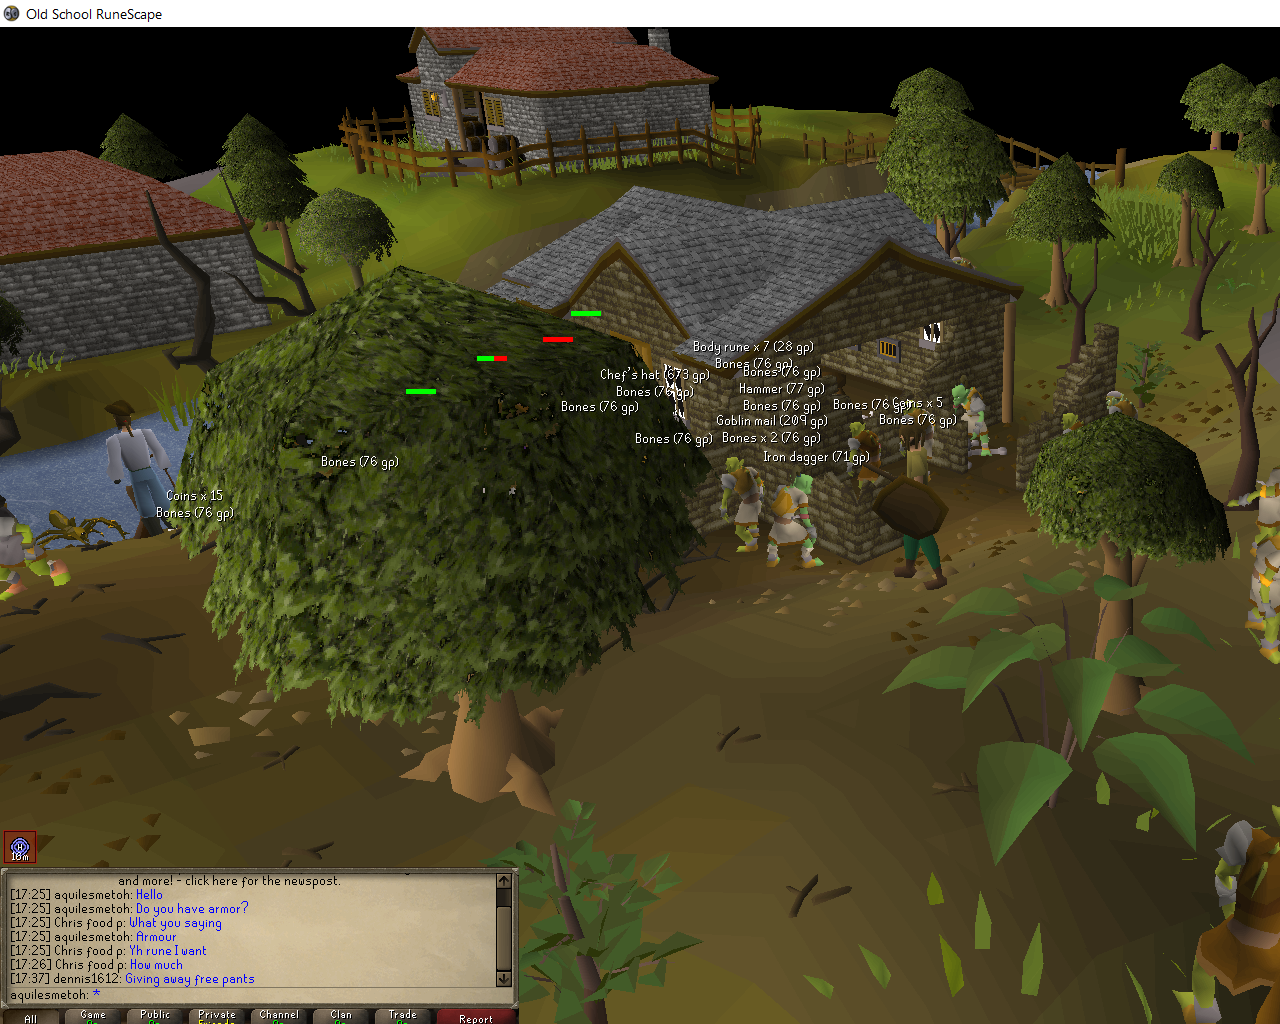 Old School RuneScape
Body rune x 7 (28 gp)
Bones (76 gp)
Bones (76 gp)
Chef's hat (673 gp)
Bones (76 gp)
Hammer (77 gp)
Bones (76 gp)
Bones (76 gp)
Bones (76 gp)
Coins x 5
Goblin mail (209 gp)
Bones (76 gp)
Bones (76 gp)
Bones x 2 (76 gp)
Iron dagger (71 gp)
Bones (76 gp)
Coins x 15
Bones (76 gp)
16m
and more! - click here for the newspost.
[17:25] aquilesmetoh: Hello
[17:25] aquilesmetoh: Do you have armor?
[17:25] Chris food p: What you saying
[17:25] aquilesmetoh: Armour
[17:25] Chris food p: Yh rune I want
[17:26] Chris food p: How much
[17:37] dennis1612: Giving away free pants
aquilesmetoh: *
All
Game
Public
Private
Channel
Clan
Trade
Report